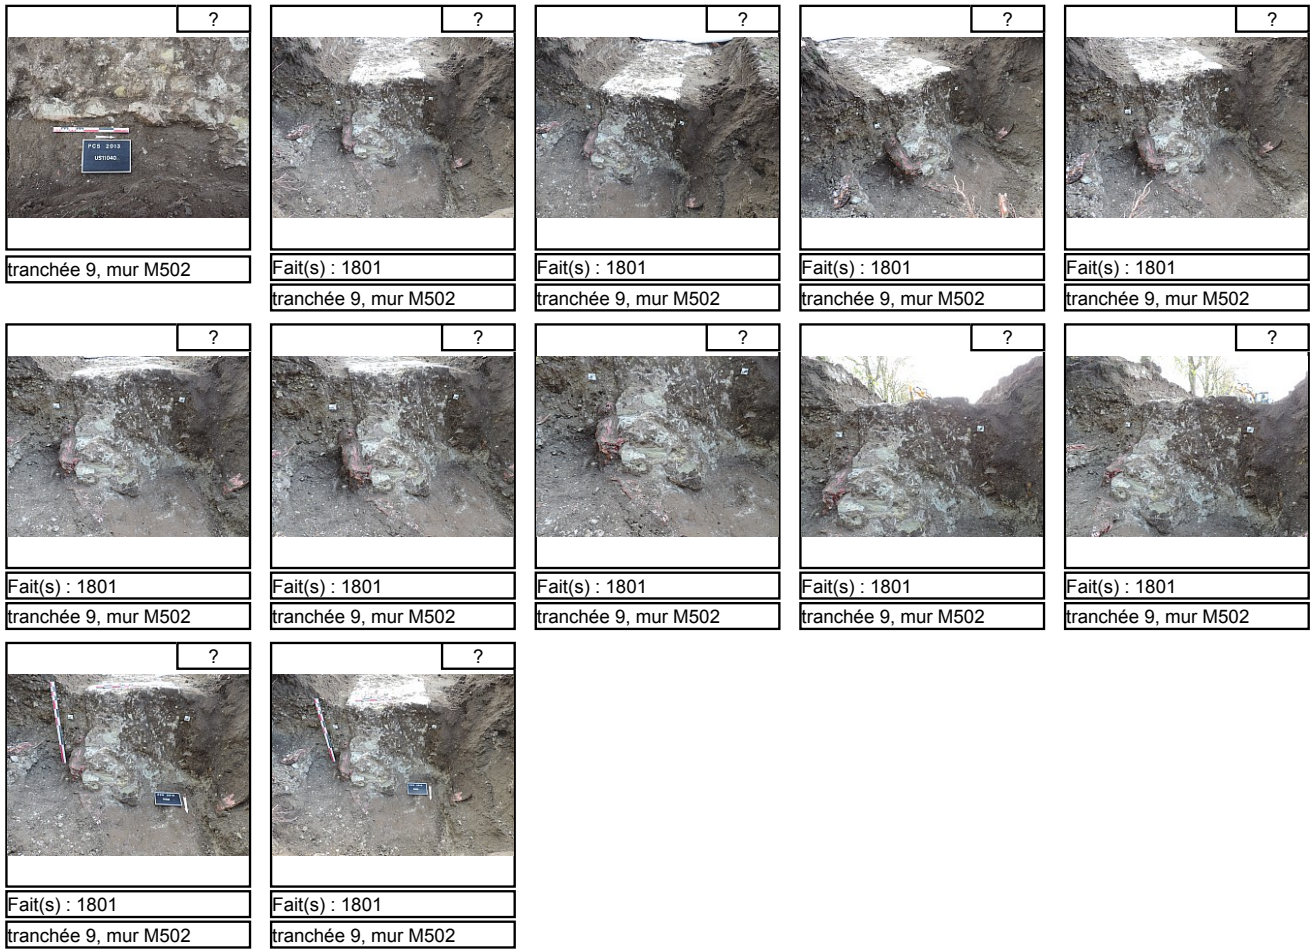 ?
?
?
?
?
PCS 2013
US11040
tranchée 9, mur M502
Fait(s) : 1801
tranchée 9, mur M502
Fait(s) : 1801
tranchée 9, mur M502
Fait(s) : 1801
tranchée 9, mur M502
Fait(s) : 1801
tranchée 9, mur M502
?
?
?
?
?
Fait(s) : 1801
tranchée 9, mur M502
Fait(s) : 1801
tranchée 9, mur M502
Fait(s) : 1801
tranchée 9, mur M502
Fait(s) : 1801
tranchée 9, mur M502
Fait(s) : 1801
tranchée 9, mur M502
?
?
Fait(s) : 1801
tranchée 9, mur M502
Fait(s) : 1801
tranchée 9, mur M502